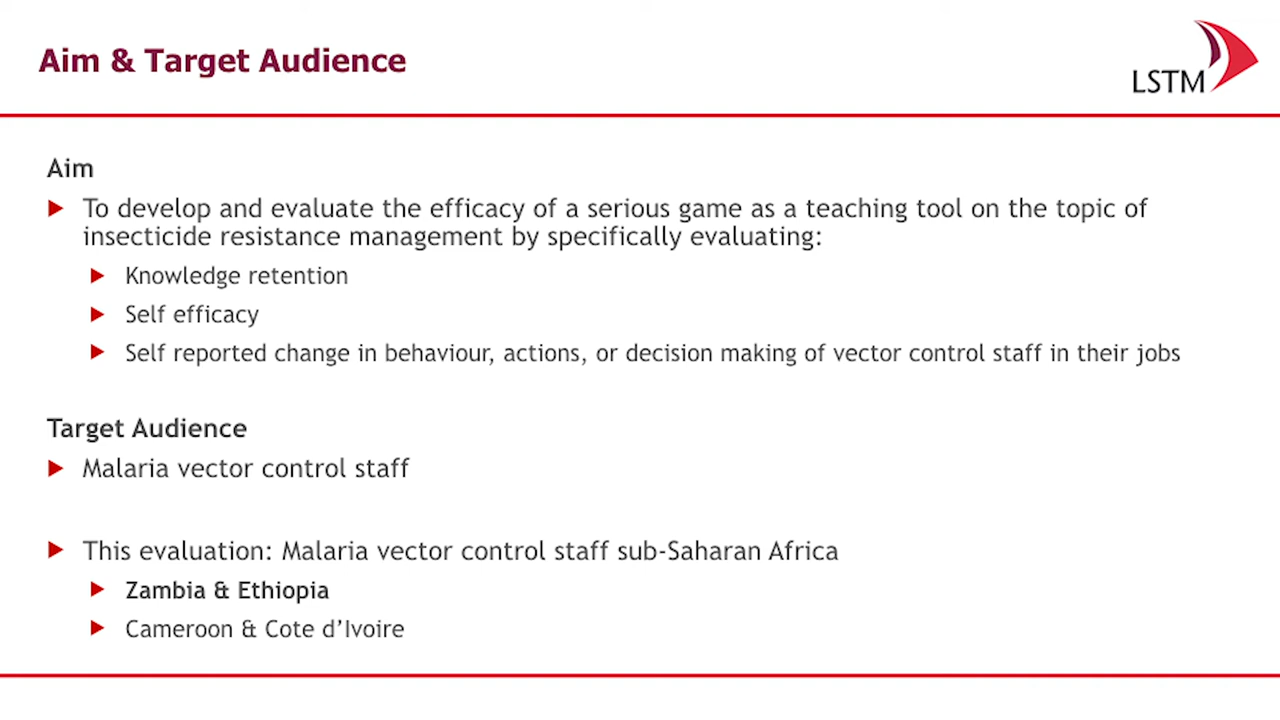 Aim & Target Audience
LSTM
Aim
To develop and evaluate the efficacy of a serious game as a teaching tool on the topic of
insecticide resistance management by specifically evaluating:
Knowledge retention
Self efficacy
Self reported change in behaviour, actions, or decision making of vector control staff in their jobs
Target Audience
Malaria vector control staff
This evaluation: Malaria vector control staff sub-Saharan Africa
Zambia & Ethiopia
Cameroon & Cote d’Ivoire